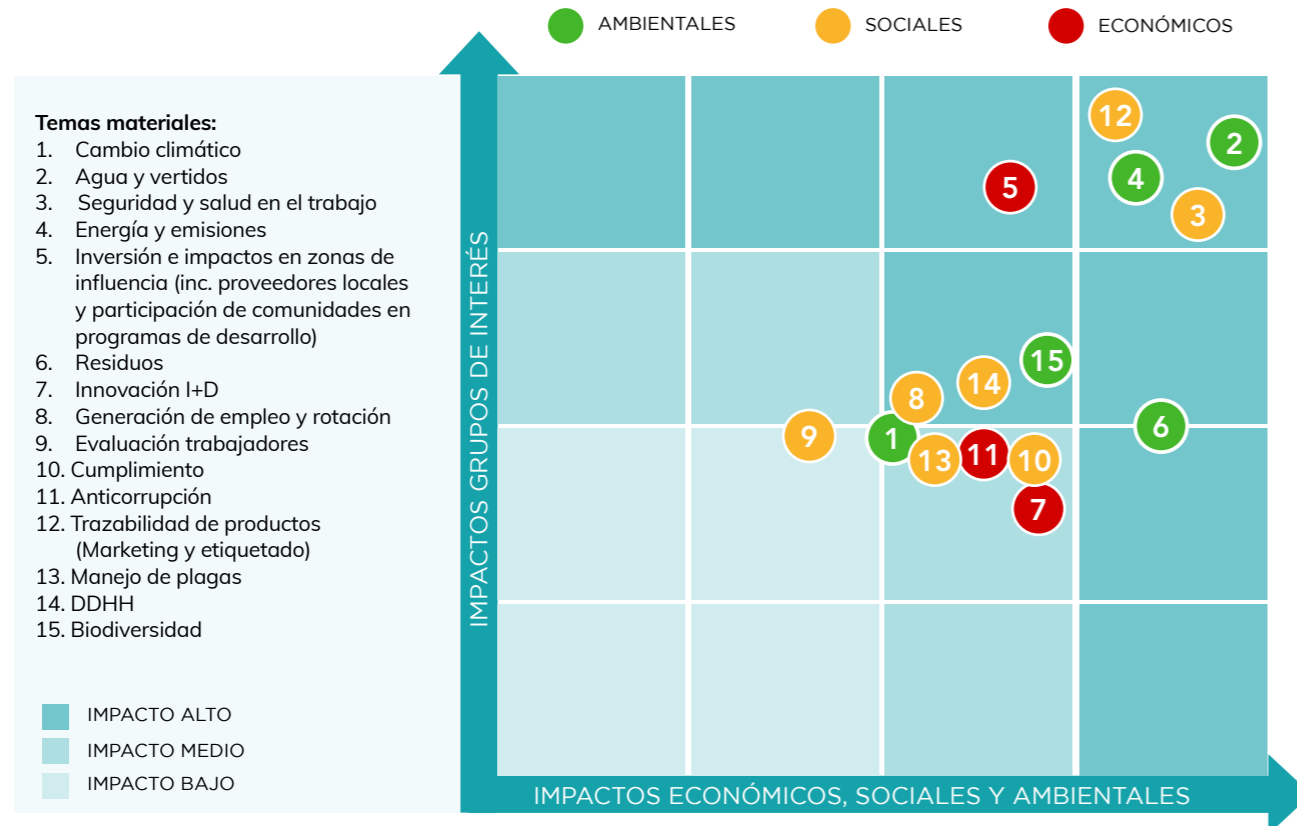 AMBIENTALES
SOCIALES
ECONÓMICOS
Temas materiales:
1. Cambio climático
2. Agua y vertidos
3. Seguridad y salud en el trabajo
4. Energía y emisiones
5. Inversión e impactos en zonas de
influencia (inc. proveedores locales
y participación de comunidades en
programas de desarrollo)
6. Residuos
7. Innovación I+D
8. Generación de empleo y rotación
9. Evaluación trabajadores
10. Cumplimiento
11. Anticorrupción
12. Trazabilidad de productos
(Marketing y etiquetado)
13. Manejo de plagas
14. DDHH
15. Biodiversidad
IMPACTO ALTO
IMPACTO MEDIO
IMPACTO BAJO
IMPACTOS GRUPOS DE INTERÉS
12
2
4
5
3
15
14
8
6
9
1
13
11
10
7
IMPACTOS ECONÓMICOS, SOCIALES Y AMBIENTALES